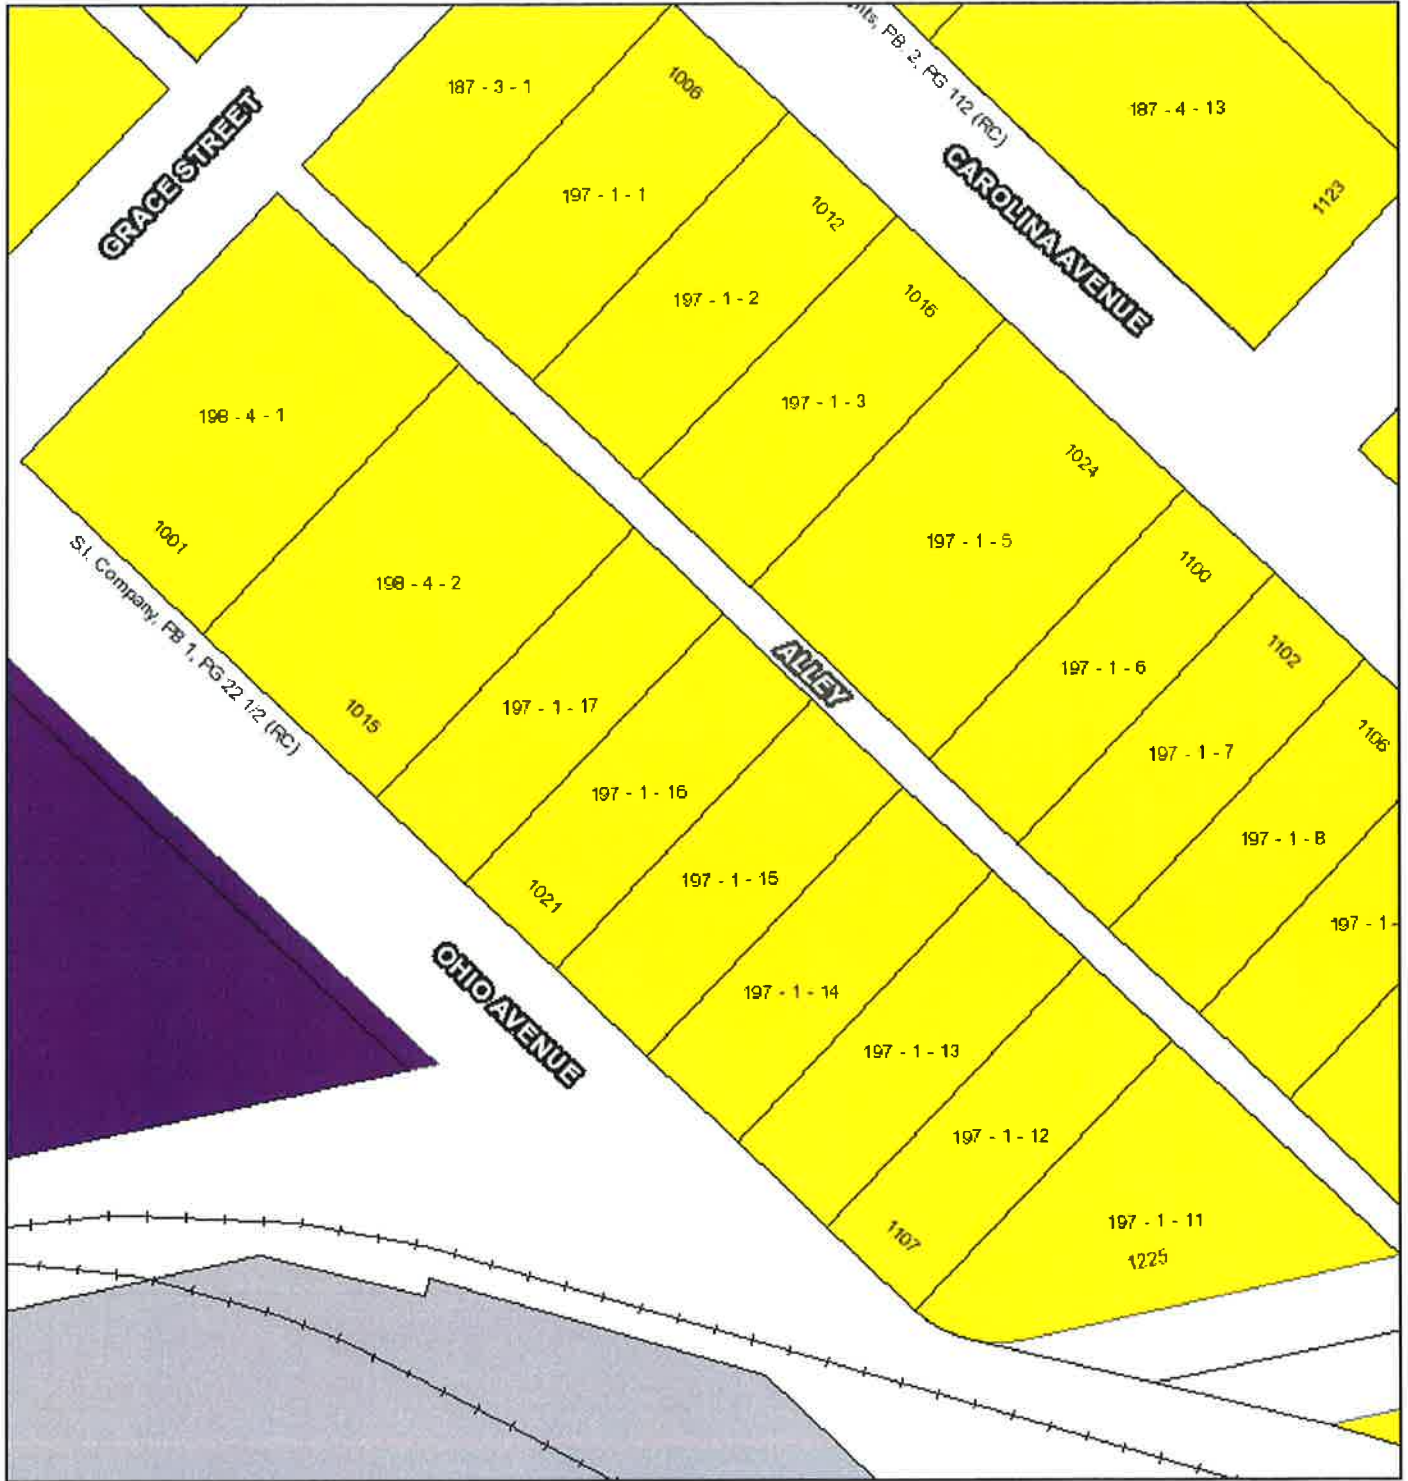 nts, PB. 2, PG 112 (RC)
187 - 3 - 1
1006
187 - 4 - 13
GRACE STREET
CAROLINA AVENUE
1123
197 - 1 - 1
1012
197 - 1 - 2
1016
197 - 1 - 3
198 - 4 - 1
1024
1001
197 - 1 - 5
1100
S.I. Company, PB 1, PG 22 1/2 (RC)
198 - 4 - 2
1102
ALLEY
197 - 1 - 6
1015
197 - 1 - 17
1106
197 - 1 - 7
197 - 1 - 16
197 - 1 - 8
197 - 1 - 15
1021
197 - 1 -
OHIO AVENUE
197 - 1 - 14
197 - 1 - 13
197 - 1 - 12
197 - 1 - 11
1107
1225